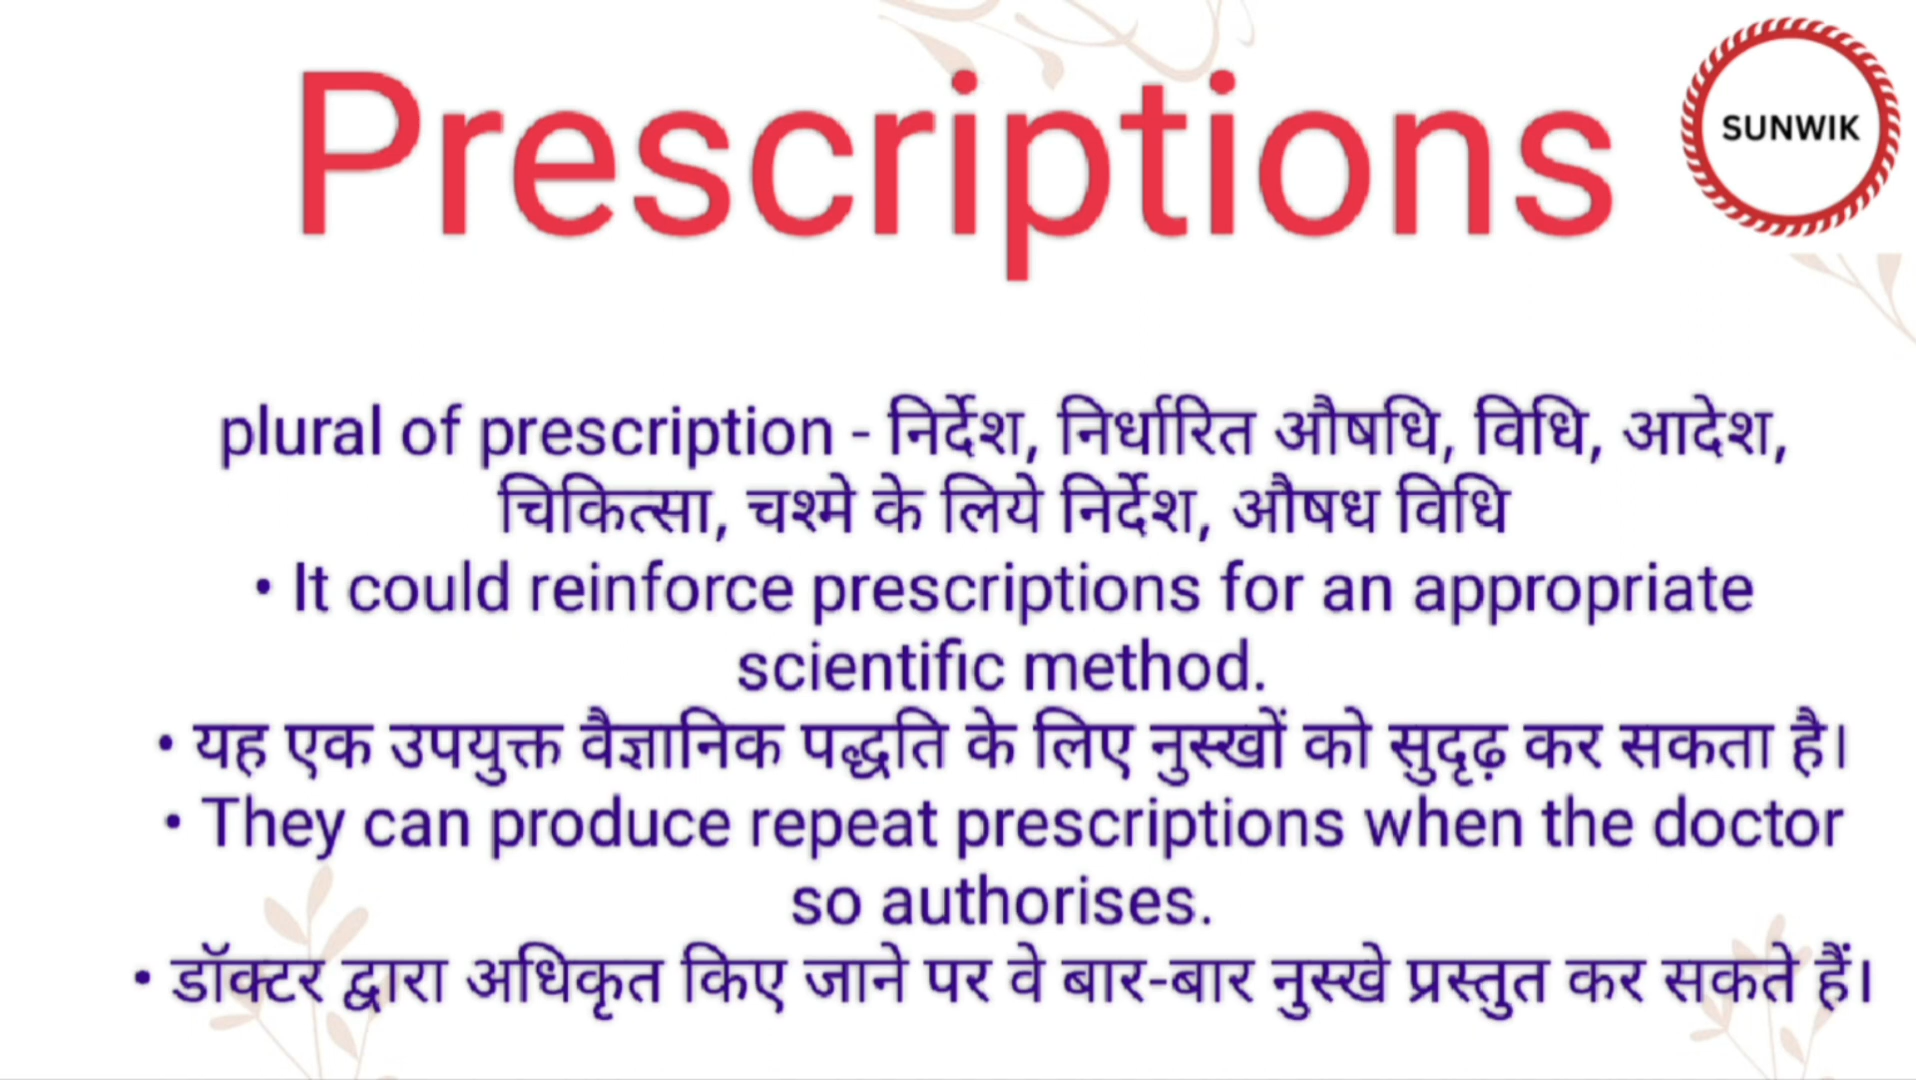 Prescriptions
SUNWIK
plural of prescription - निर्देश, निर्धारित औषधि, विधि, आदेश,
चिकित्सा, चश्मे के लिये निर्देश, औषध विधि
• It could reinforce prescriptions for an appropriate
scientific method.
• यह एक उपयुक्त वैज्ञानिक पद्धति के लिए नुस्खों को सुदृढ़ कर सकता है।
• They can produce repeat prescriptions when the doctor
so authorises.
• डॉक्टर द्वारा अधिकृत किए जाने पर वे बार-बार नुस्खे प्रस्तुत कर सकते हैं।